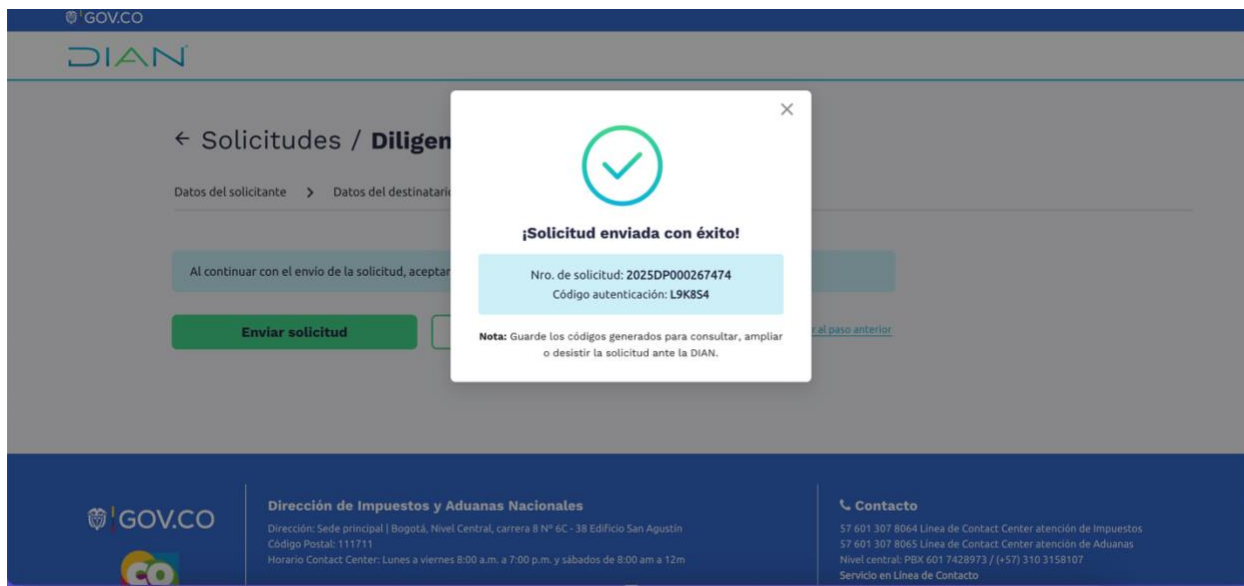 GOV.CO
DIAN
← Solicitudes / Diligen
Datos del solicitante > Datos del destinatari
¡Solicitud enviada con éxito!
Nro. de solicitud: 2025DP000267474
Código autenticación: L9K8S4
Nota: Guarde los códigos generados para consultar, ampliar
o desistir la solicitud ante la DIAN.
Al continuar con el envío de la solicitud, aceptar
Enviar solicitud
r al paso anterior
GOV.CO
CO
Dirección de Impuestos y Aduanas Nacionales
Dirección: Sede principal | Bogotá, Nivel Central, carrera 8 Nº 6C - 38 Edificio San Agustín
Código Postal: 111711
Horario Contact Center: Lunes a viernes 8:00 a.m. a 7:00 p.m. y sábados de 8:00 am a 12m
Contacto
57 601 307 8064 Linea de Contact Center atención de Impuestos
57 601 307 8065 Linea de Contact Center atención de Aduanas
Nivel central: PBX 601 7428973 / (+57) 310 3158107
Servicio en Línea de Contacto